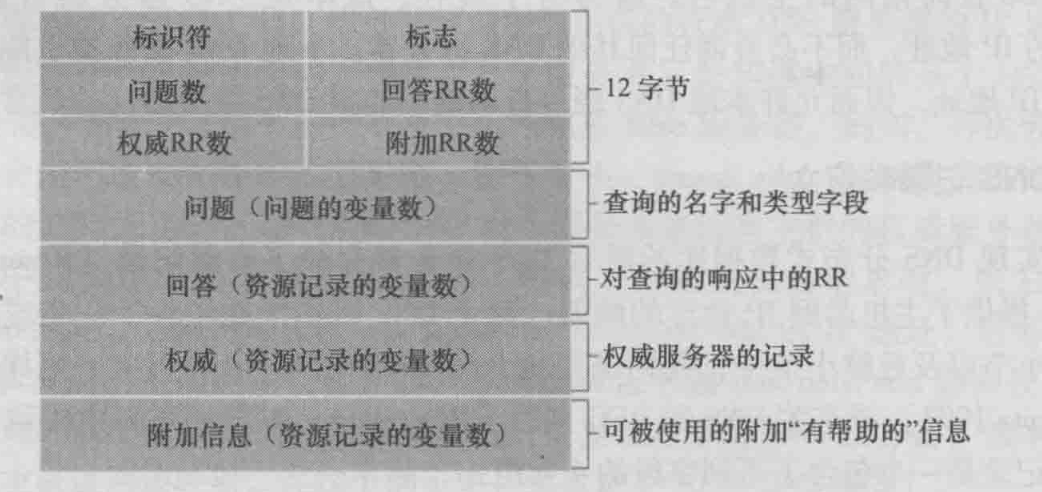 标识符 标志
问题数 回答RR数 12字节
权威RR数 附加RR数
问题（问题的变量数） 查询的名字和类型字段
回答（资源记录的变量数） 对查询的响应中的RR
权威（资源记录的变量数） 权威服务器的记录
附加信息（资源记录的变量数） 可被使用的附加“有帮助的”信息